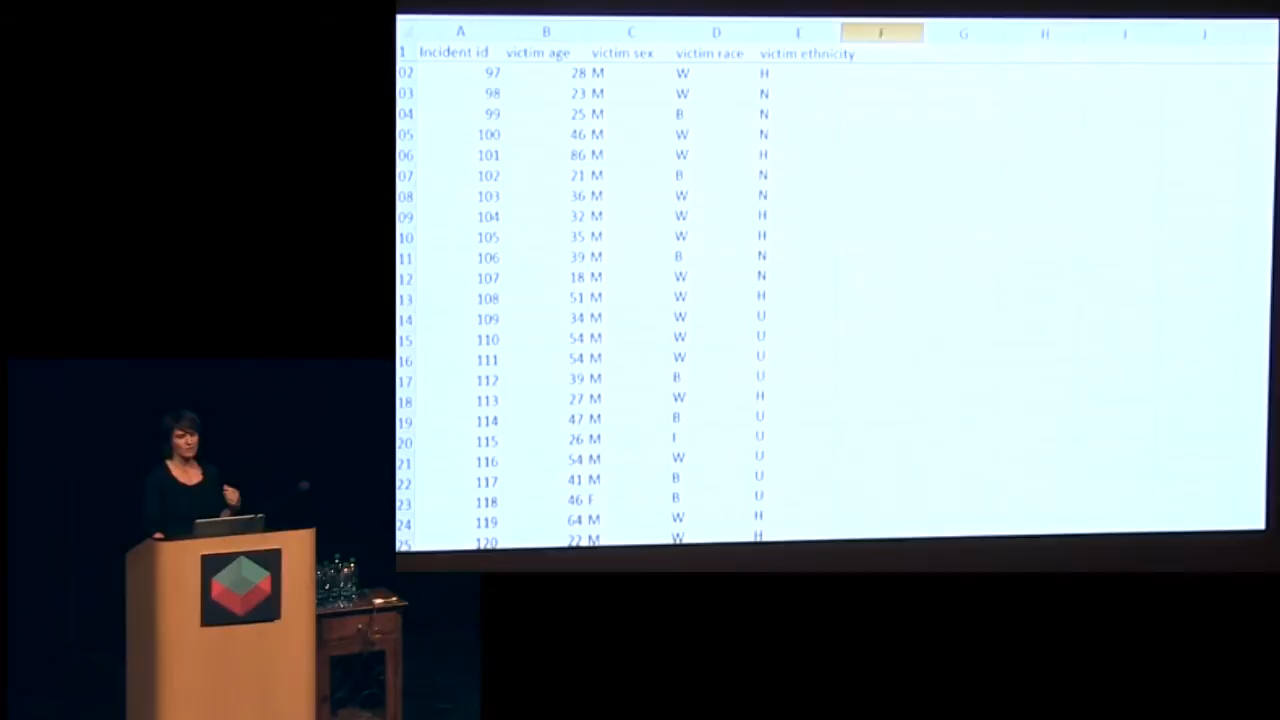 A B C D E F G H I J
1 Incident id victim age victim sex victim race victim ethnicity
02 97 28 M W H
03 98 23 M W N
04 99 25 M B N
05 100 46 M W N
06 101 86 M W H
07 102 21 M B N
08 103 36 M W N
09 104 32 M W H
10 105 35 M W H
11 106 39 M B N
12 107 18 M W N
13 108 51 M W H
14 109 34 M W U
15 110 54 M W U
16 111 54 M W U
17 112 39 M B U
18 113 27 M W H
19 114 47 M B U
20 115 26 M I U
21 116 54 M W U
22 117 41 M B U
23 118 46 F B U
24 119 64 M W H
25 120 22 M W H